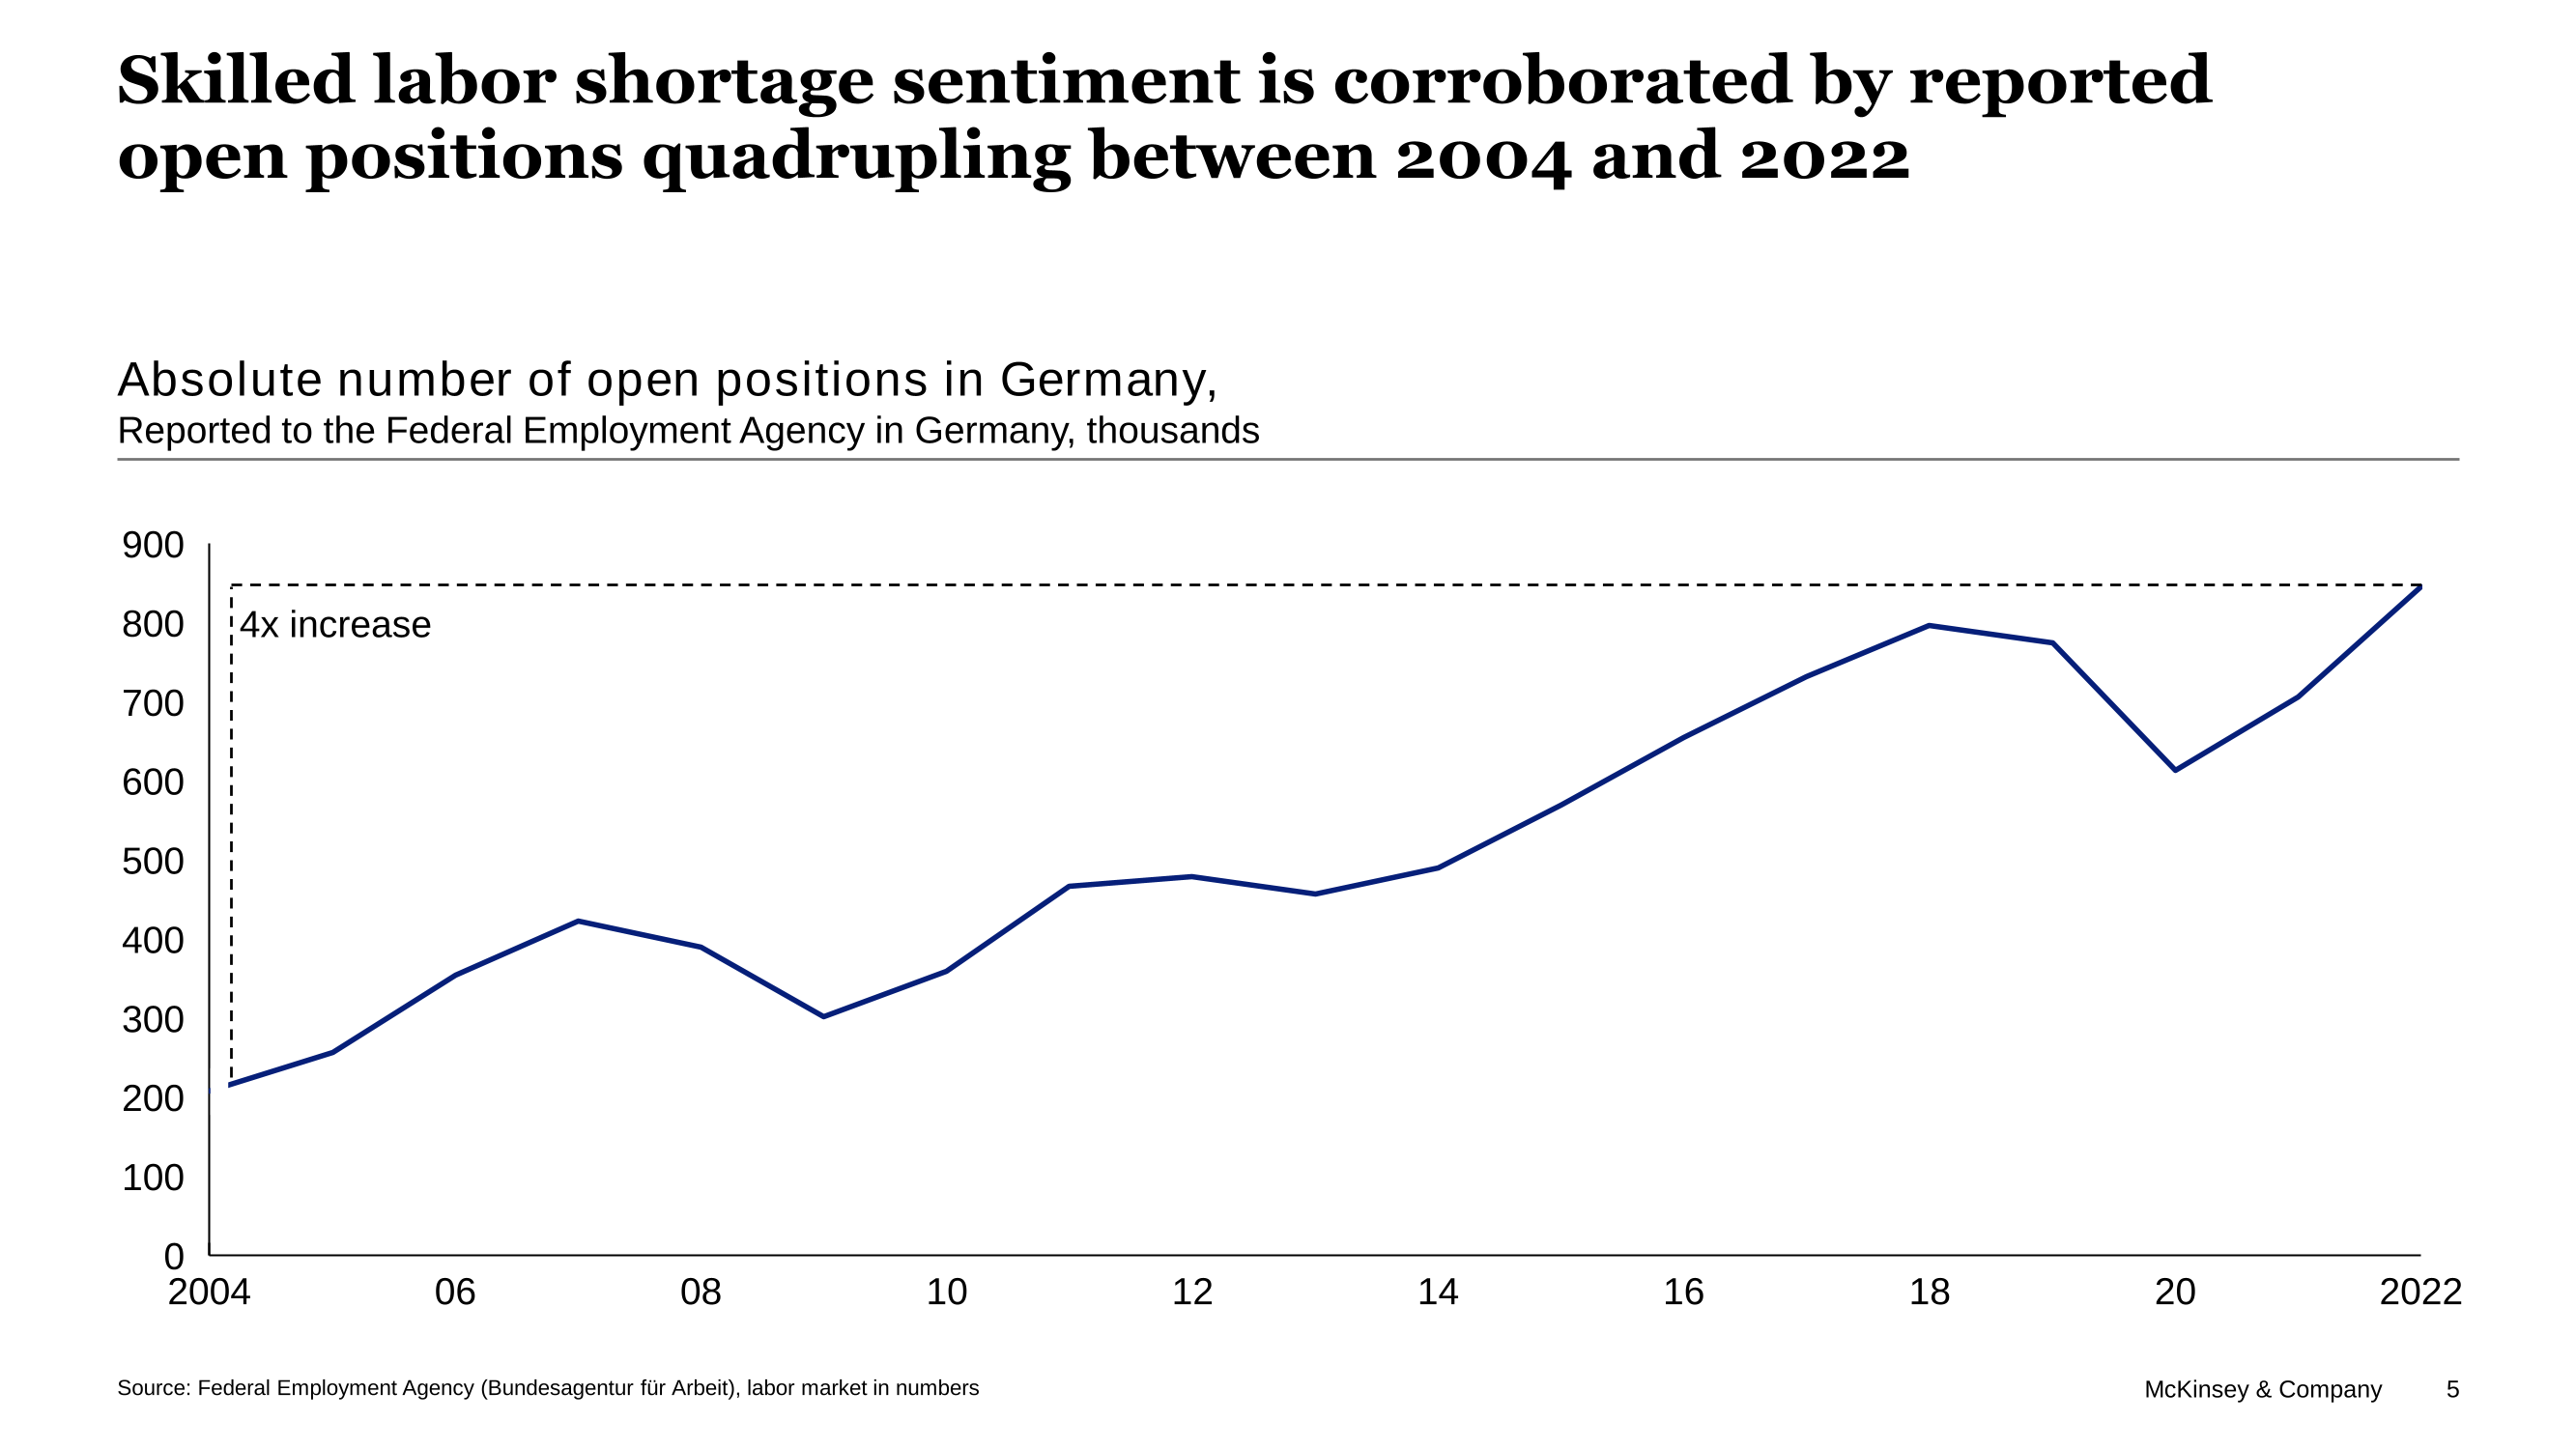 Skilled labor shortage sentiment is corroborated by reported
open positions quadrupling between 2004 and 2022
Absolute number of open positions in Germany,
Reported to the Federal Employment Agency in Germany, thousands
900
800
700
600
500
400
300
200
100
0
4x increase
2004 06 08 10 12 14 16 18 20 2022
Source: Federal Employment Agency (Bundesagentur für Arbeit), labor market in numbers
McKinsey & Company 5